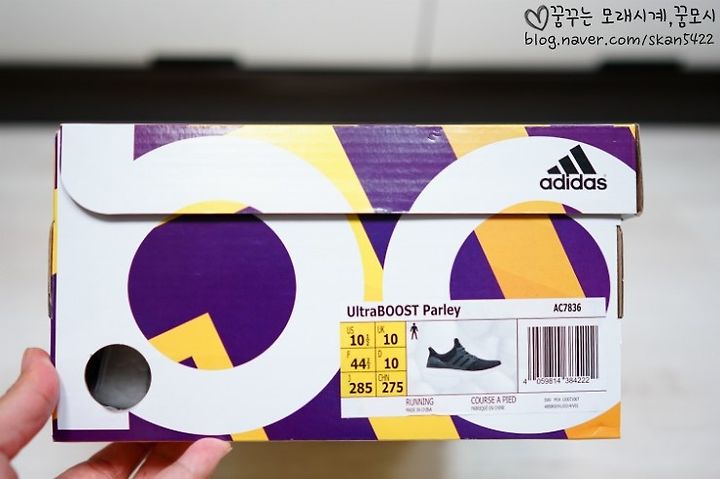 꿈꾸는 모래시계,꿈모시
blog.naver.com/skan5422
adidas
UltraBOOST Parley AC7836
US 10½ UK 10
F 44⅔ D 10
J 285 CHN 275
RUNNING COURSE A PIED
MADE IN CHINA FABRIQUÉ EN CHINE
4 059814 384222